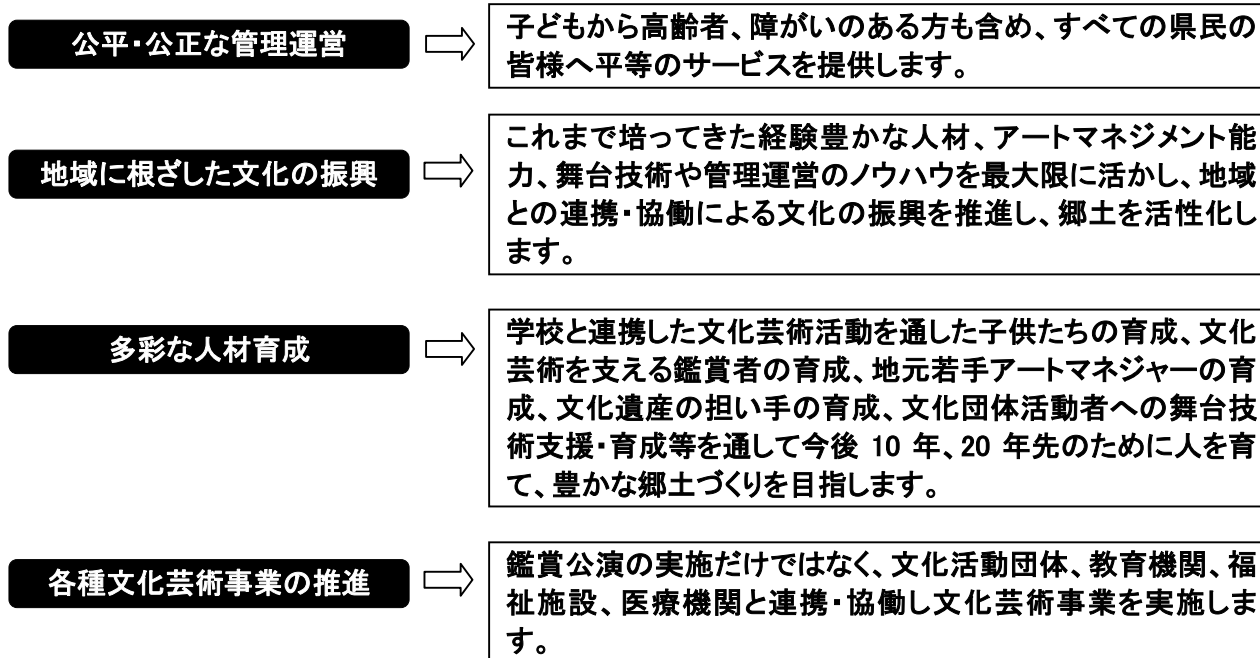 公平・公正な管理運営
子どもから高齢者、障がいのある方も含め、すべての県民の
皆様へ平等のサービスを提供します。
地域に根ざした文化の振興
これまで培ってきた経験豊かな人材、アートマネジメント能
力、舞台技術や管理運営のノウハウを最大限に活かし、地域
との連携・協働による文化の振興を推進し、郷土を活性化し
ます。
多彩な人材育成
学校と連携した文化芸術活動を通した子供たちの育成、文化
芸術を支える鑑賞者の育成、地元若手アートマネジャーの育
成、文化遺産の担い手の育成、文化団体活動者への舞台技
術支援・育成等を通して今後 10 年、20 年先のために人を育
て、豊かな郷土づくりを目指します。
各種文化芸術事業の推進
鑑賞公演の実施だけではなく、文化活動団体、教育機関、福
祉施設、医療機関と連携・協働し文化芸術事業を実施しま
す。